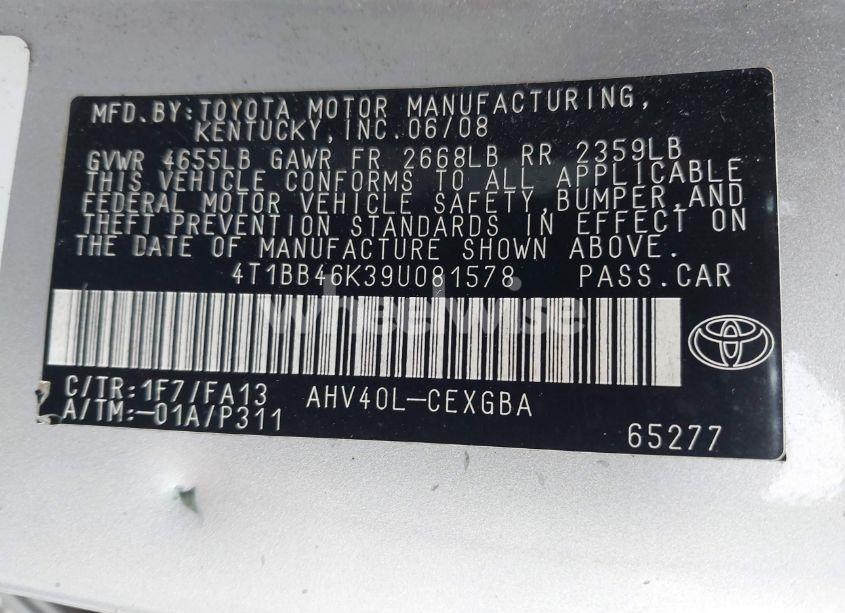 MFD.BY:TOYOTA MOTOR MANUFACTURING,
KENTUCKY,INC.06/08
GVWR 4655LB GAWR FR 2668LB RR 2359LB
THIS VEHICLE CONFORMS TO ALL APPLICABLE
FEDERAL MOTOR VEHICLE SAFETY,BUMPER,AND
THEFT PREVENTION STANDARDS IN EFFECT ON
THE DATE OF MANUFACTURE SHOWN ABOVE.
4T1BB46K39U081578 PASS.CAR
wheelwise
C/TR:1F7/FA13 AHV40L-CEXGBA
A/TM:-01A/P311
65277